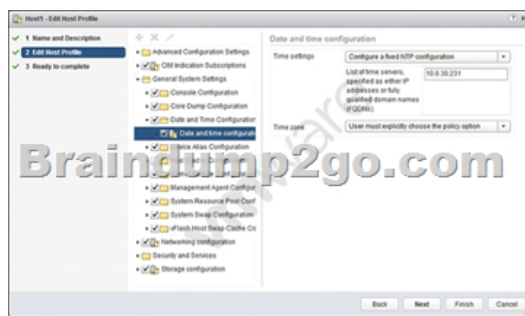 Host1 - Edit Host Profile
1 Name and Description
2 Edit Host Profile
3 Ready to complete
Advanced Configuration Settings
CIM Indication Subscriptions
General System Settings
Console Configuration
Core Dump Configuration
Date and Time Configuration
Date and time configurati
Device Alias Configuration
Management Agent Configur
System Resource Pool Conf
System Swap Configuration
vFlash Host Swap Cache Co
Networking configuration
Security and Services
Storage configuration
Date and time configuration
Time settings
Configure a fixed NTP configuration
List of time servers,
specified as either IP
addresses or fully
qualified domain names
(FQDNs).
10.0.30.231
Time zone
User must explicitly choose the policy option
Braindump2go.com
vmware
Back
Next
Finish
Cancel